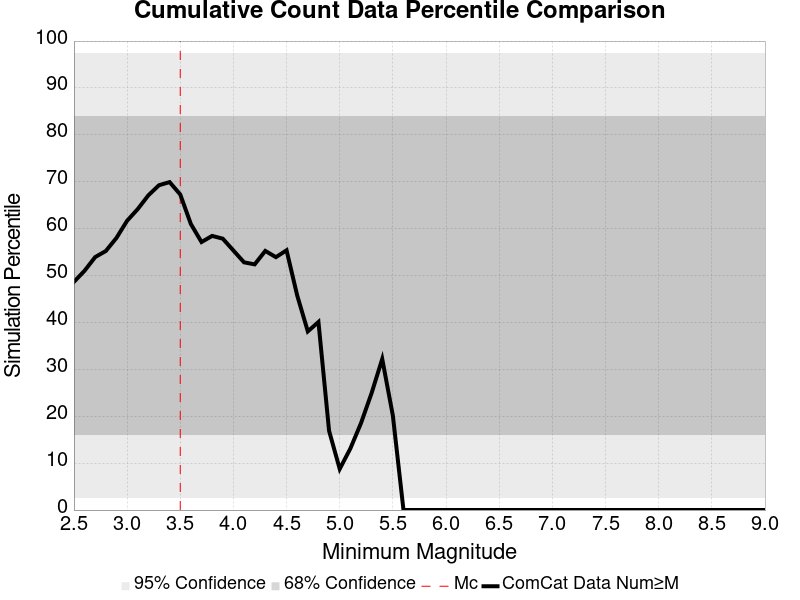 Cumulative Count Data Percentile Comparison
100
90
80
70
60
50
40
30
20
10
0
Simulation Percentile
2.5 3.0 3.5 4.0 4.5 5.0 5.5 6.0 6.5 7.0 7.5 8.0 8.5 9.0
Minimum Magnitude
95% Confidence 68% Confidence Mc ComCat Data Num≥M